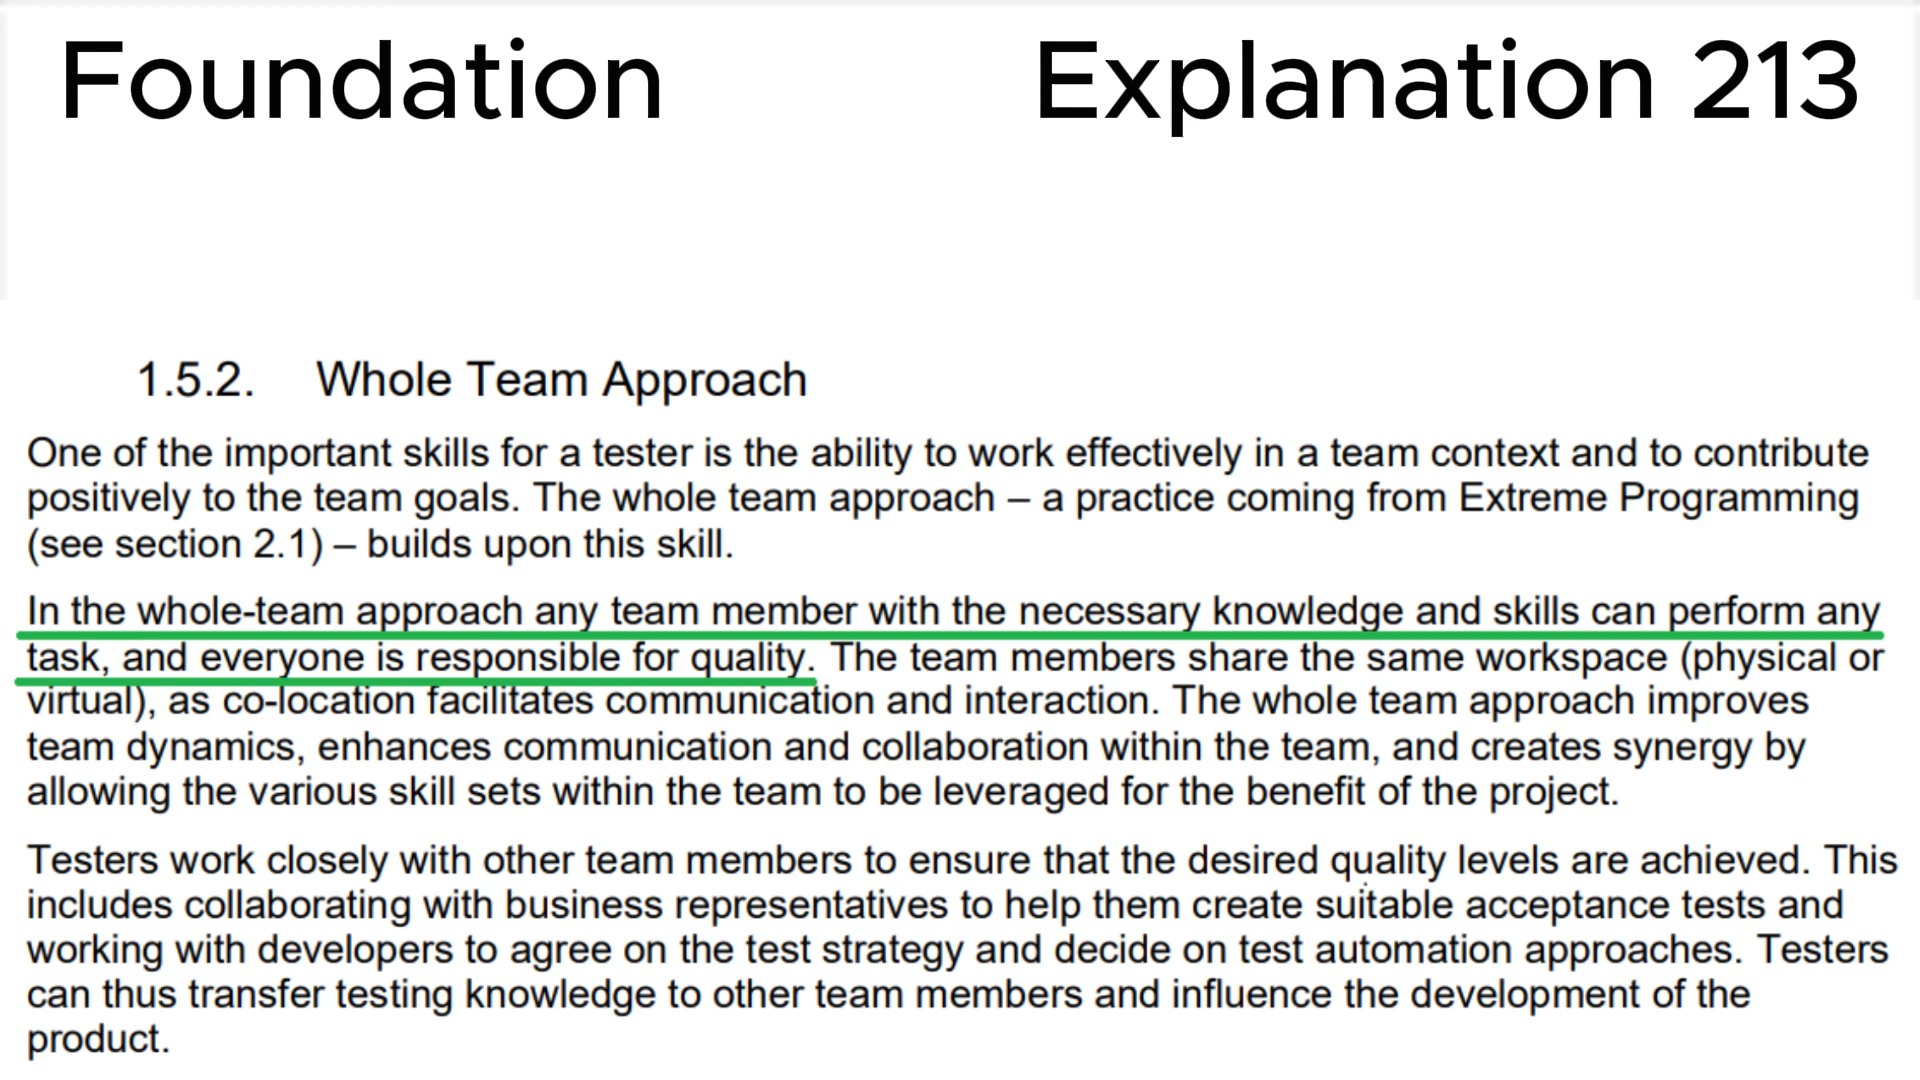 Foundation
Explanation 213
1.5.2. Whole Team Approach
One of the important skills for a tester is the ability to work effectively in a team context and to contribute
positively to the team goals. The whole team approach – a practice coming from Extreme Programming
(see section 2.1) – builds upon this skill.
In the whole-team approach any team member with the necessary knowledge and skills can perform any
task, and everyone is responsible for quality. The team members share the same workspace (physical or
virtual), as co-location facilitates communication and interaction. The whole team approach improves
team dynamics, enhances communication and collaboration within the team, and creates synergy by
allowing the various skill sets within the team to be leveraged for the benefit of the project.
Testers work closely with other team members to ensure that the desired quality levels are achieved. This
includes collaborating with business representatives to help them create suitable acceptance tests and
working with developers to agree on the test strategy and decide on test automation approaches. Testers
can thus transfer testing knowledge to other team members and influence the development of the
product.